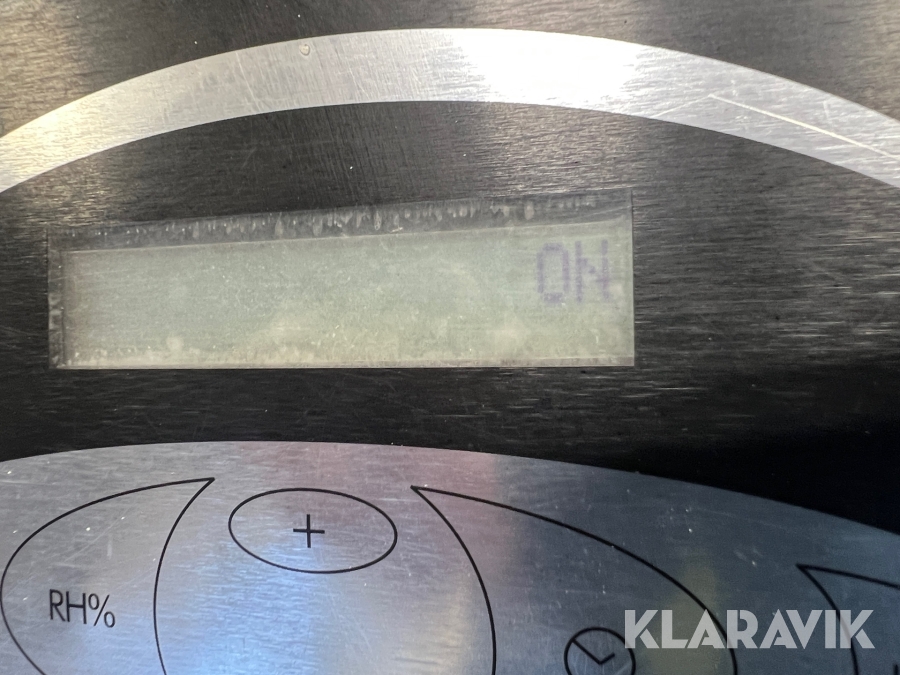 ON
+
RH%
KLARAVIK